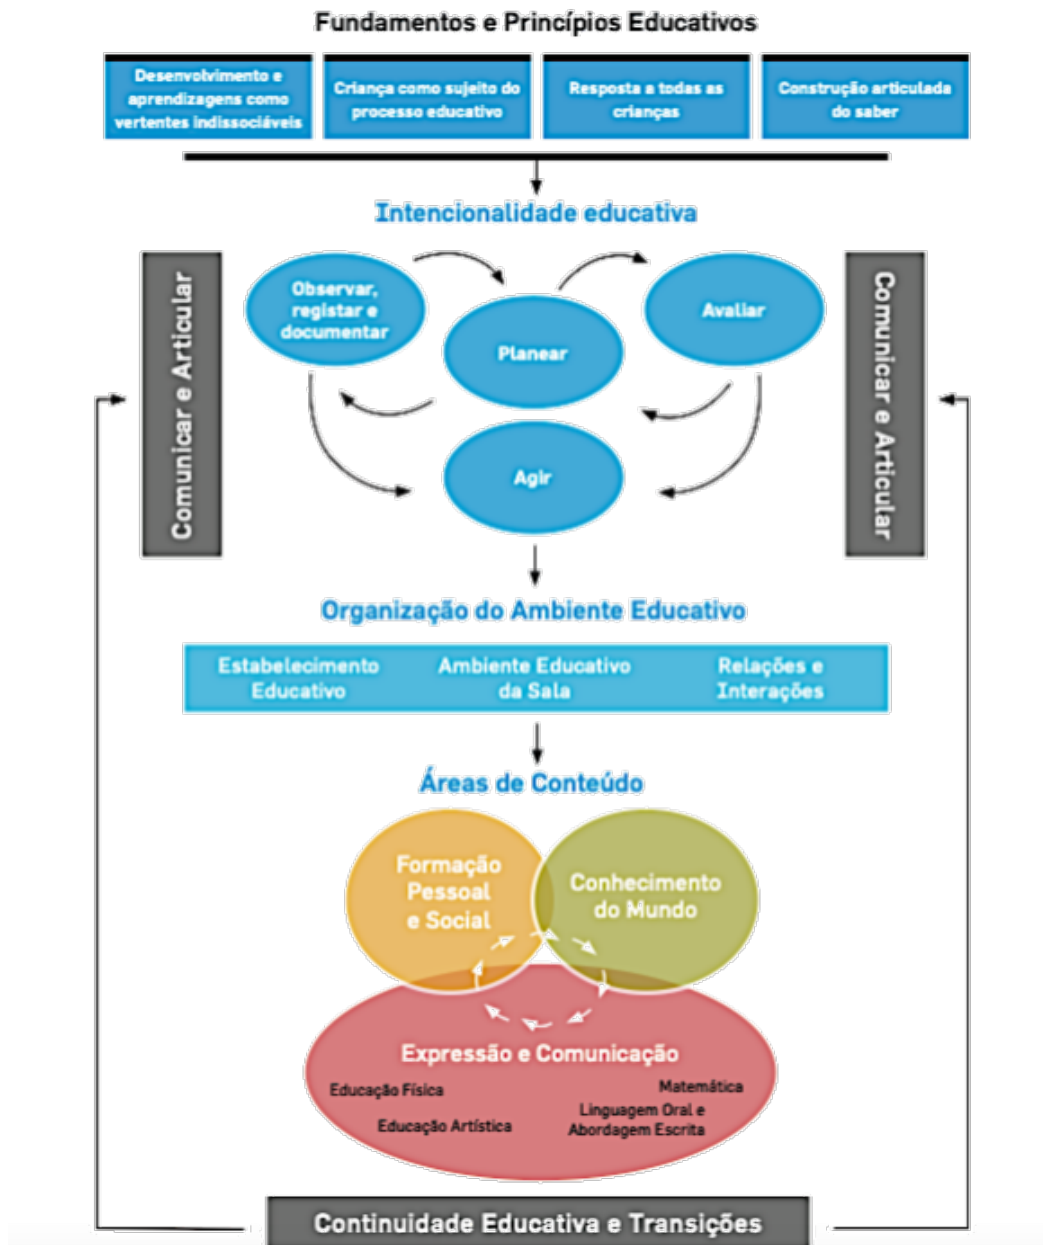 Fundamentos e Princípios Educativos
Desenvolvimento e
aprendizagens como
vertentes indissociáveis
Criança como sujeito do
processo educativo
Resposta a todas as
crianças
Construção articulada
do saber
Intencionalidade educativa
Comunicar e Articular
Observar,
registar e
documentar
Planear
Avaliar
Agir
Comunicar e Articular
Organização do Ambiente Educativo
Estabelecimento
Educativo
Ambiente Educativo
da Sala
Relações e
Interações
Áreas de Conteúdo
Formação
Pessoal
e Social
Conhecimento
do Mundo
Expressão e Comunicação
Educação Física
Educação Artística
Matemática
Linguagem Oral e
Abordagem Escrita
Continuidade Educativa e Transições